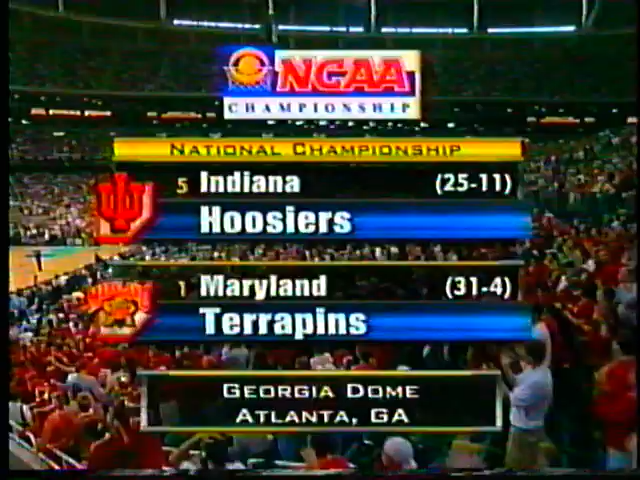 NCAA
CHAMPIONSHIP
NATIONAL CHAMPIONSHIP
5 Indiana (25-11)
Hoosiers
1 Maryland (31-4)
Terrapins
GEORGIA DOME
ATLANTA, GA